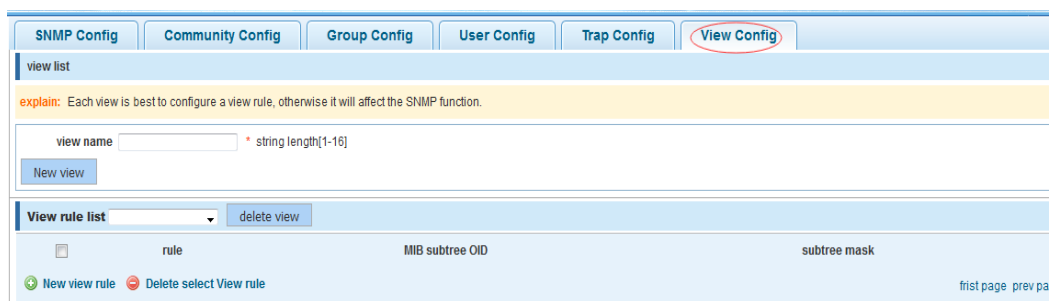 SNMP Config Community Config Group Config User Config Trap Config View Config
view list
explain: Each view is best to configure a view rule, otherwise it will affect the SNMP function.
view name * string length[1-16]
New view
View rule list delete view
rule MIB subtree OID subtree mask
New view rule Delete select View rule frist page prev pa